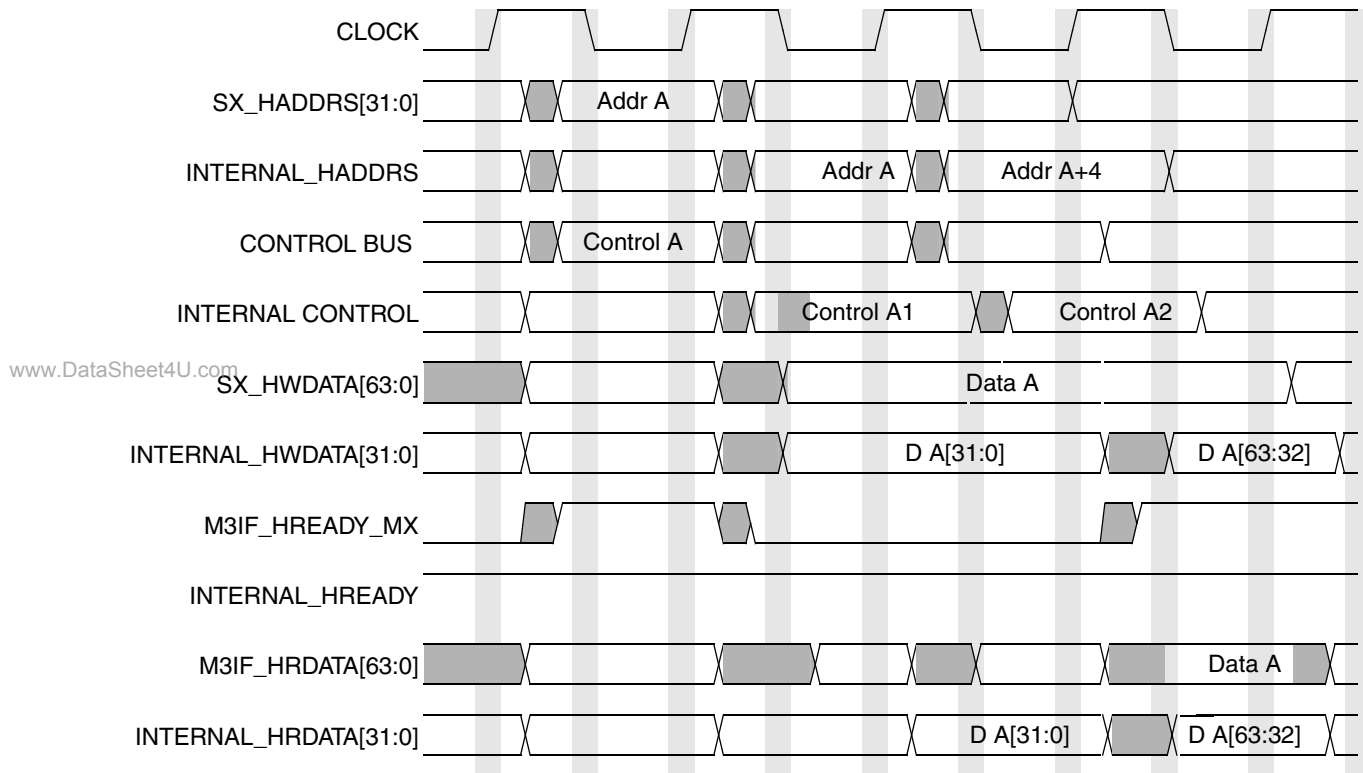 CLOCK
SX_HADDRS[31:0] Addr A
INTERNAL_HADDRS Addr A Addr A+4
CONTROL BUS Control A
INTERNAL CONTROL Control A1 Control A2
www.DataSheet4U.com
SX_HWDATA[63:0] Data A
INTERNAL_HWDATA[31:0] D A[31:0] D A[63:32]
M3IF_HREADY_MX
INTERNAL_HREADY
M3IF_HRDATA[63:0] Data A
INTERNAL_HRDATA[31:0] D A[31:0] D A[63:32]